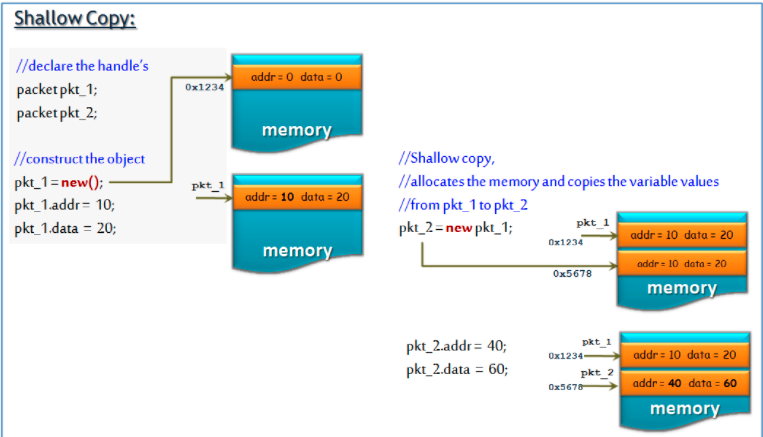 Shallow Copy:
//declare the handle's
packet pkt_1;
packet pkt_2;
0x1234
addr = 0 data = 0
memory
//construct the object
pkt_1 = new();
pkt_1.addr = 10;
pkt_1.data = 20;
pkt_1
addr = 10 data = 20
memory
//Shallow copy,
//allocates the memory and copies the variable values
//from pkt_1 to pkt_2
pkt_2 = new pkt_1;
pkt_1
0x1234
addr = 10 data = 20
0x5678
addr = 10 data = 20
memory
pkt_2.addr = 40;
pkt_2.data = 60;
pkt_1
0x1234
addr = 10 data = 20
pkt_2
0x5678
addr = 40 data = 60
memory